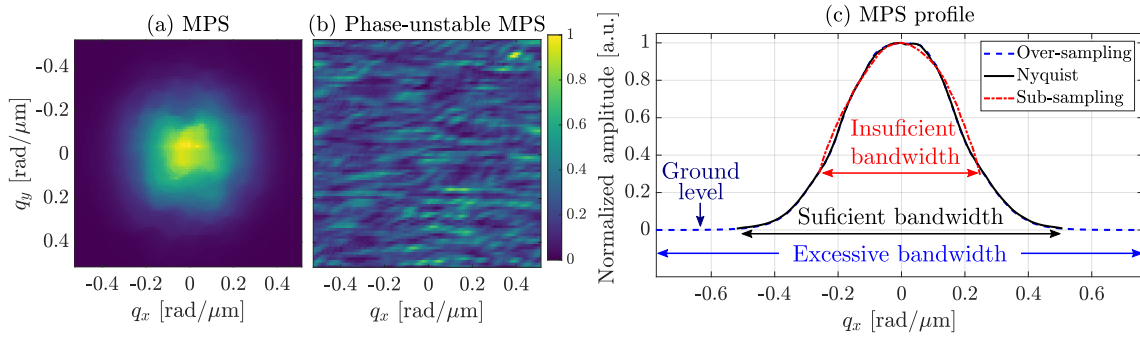 (a) MPS
(b) Phase-unstable MPS
(c) MPS profile
-0.4
-0.2
0
0.2
0.4
q_y [rad/μm]
-0.4 -0.2 0 0.2 0.4
q_x [rad/μm]
-0.4 -0.2 0 0.2 0.4
q_x [rad/μm]
1
0.8
0.6
0.4
0.2
0
Normalized amplitude [a.u.]
1
0.8
0.6
0.4
0.2
0
Over-sampling
Nyquist
Sub-sampling
Insuficient
bandwidth
Ground
level
Suficient bandwidth
Excessive bandwidth
-0.6 -0.4 -0.2 0 0.2 0.4 0.6
q_x [rad/μm]